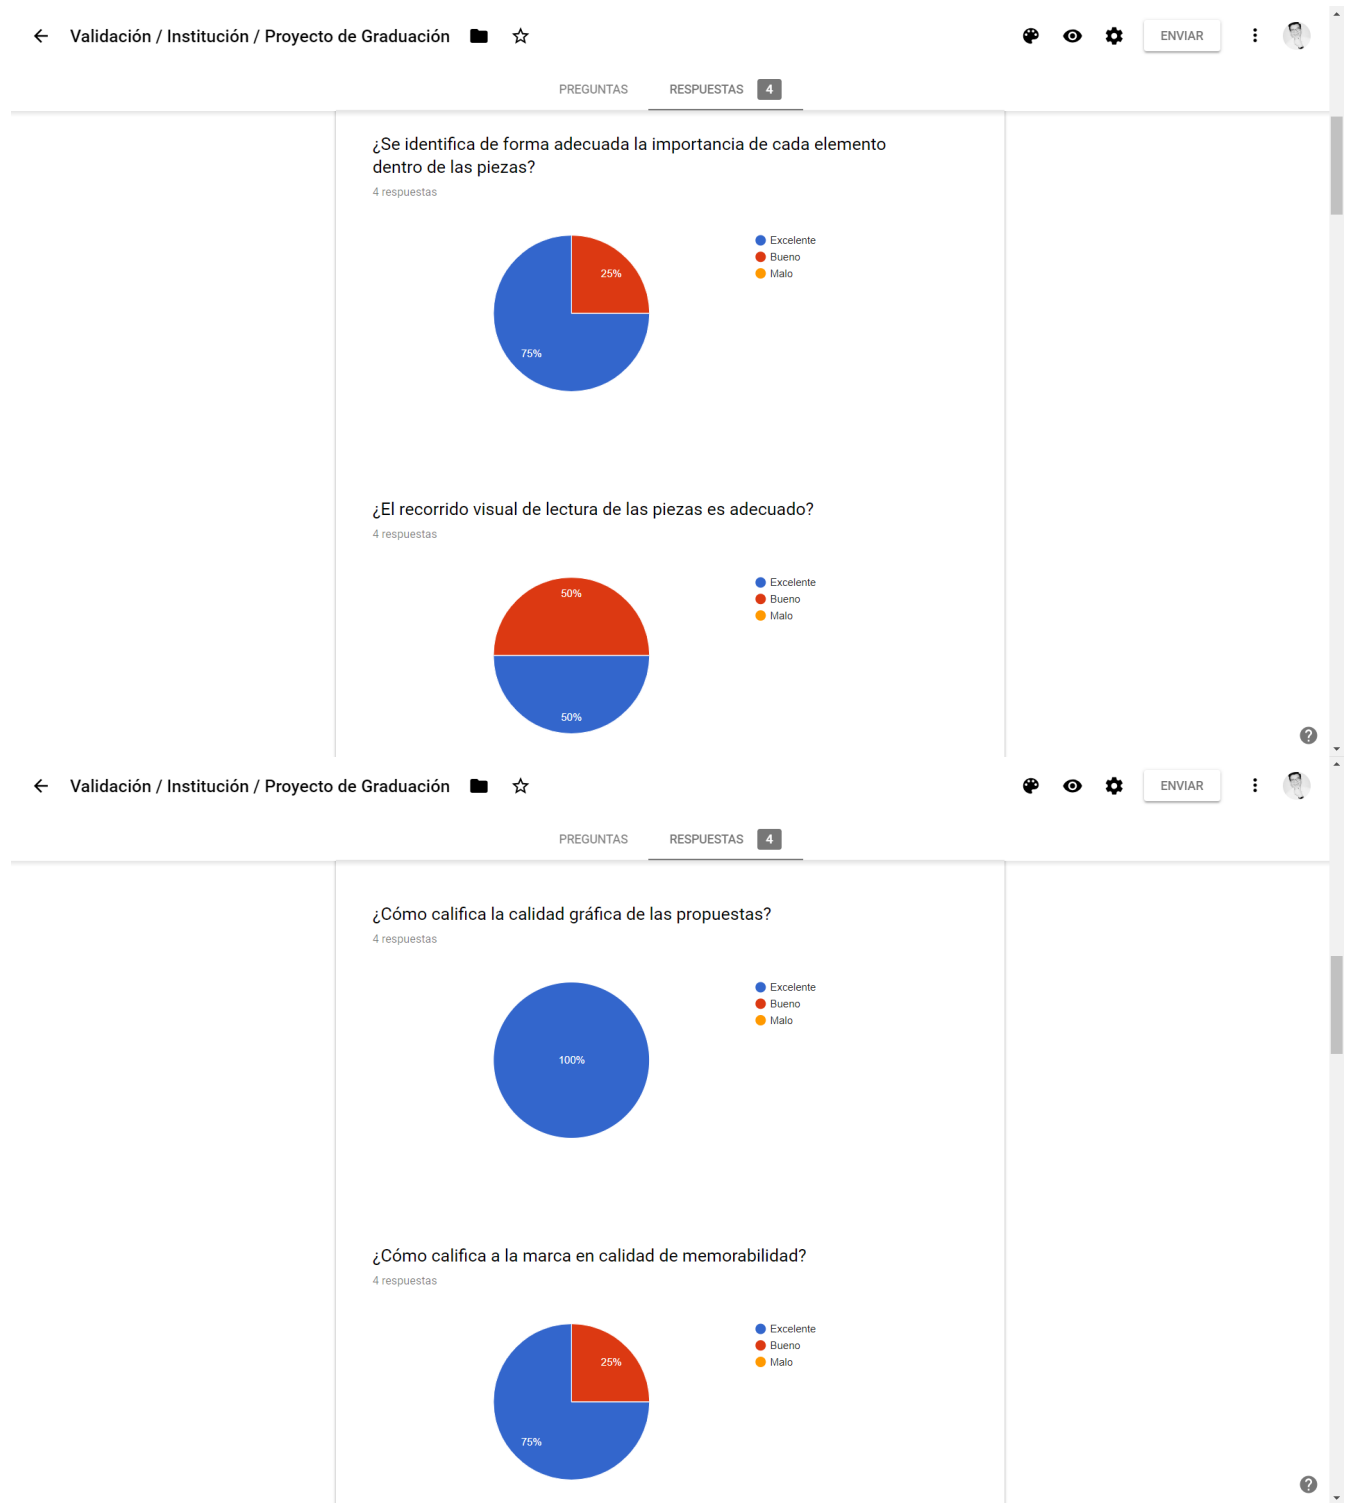 Validación / Institución / Proyecto de Graduación
ENVIAR
PREGUNTAS RESPUESTAS 4
¿Se identifica de forma adecuada la importancia de cada elemento
dentro de las piezas?
4 respuestas
Excelente
Bueno
Malo
25%
75%
¿El recorrido visual de lectura de las piezas es adecuado?
4 respuestas
Excelente
Bueno
Malo
50%
50%
Validación / Institución / Proyecto de Graduación
ENVIAR
PREGUNTAS RESPUESTAS 4
¿Cómo califica la calidad gráfica de las propuestas?
4 respuestas
Excelente
Bueno
Malo
100%
¿Cómo califica a la marca en calidad de memorabilidad?
4 respuestas
Excelente
Bueno
Malo
25%
75%